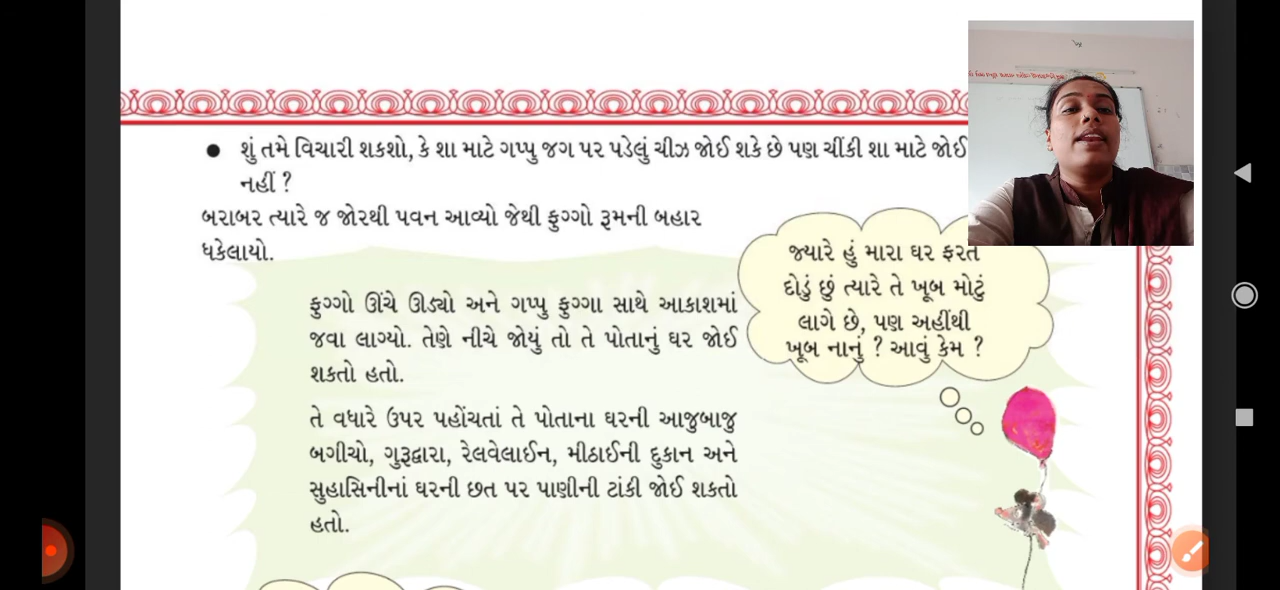 શું તમે વિચારી શકશો, કે શા માટે ગપ્પુ જગ પર પડેલું ચીઝ જોઈ શકે છે પણ ચીંકી શા માટે જોઈ
નહીં ?
બરાબર ત્યારે જ જોરથી પવન આવ્યો જેથી ફુગ્ગો રૂમની બહાર
ધકેલાયો.
જ્યારે હું મારા ઘર ફરતે
દોડું છું ત્યારે તે ખૂબ મોટું
લાગે છે, પણ અહીંથી
ખૂબ નાનું ? આવું કેમ ?
ફુગ્ગો ઊંચે ઊડ્યો અને ગપ્પુ ફુગ્ગા સાથે આકાશમાં
જવા લાગ્યો. તેણે નીચે જોયું તો તે પોતાનું ઘર જોઈ
શકતો હતો.
તે વધારે ઉપર પહોંચતાં તે પોતાના ઘરની આજુબાજુ
બગીચો, ગુરૂદ્વારા, રેલવેલાઈન, મીઠાઈની દુકાન અને
સુહાસિનીનાં ઘરની છત પર પાણીની ટાંકી જોઈ શકતો
હતો.